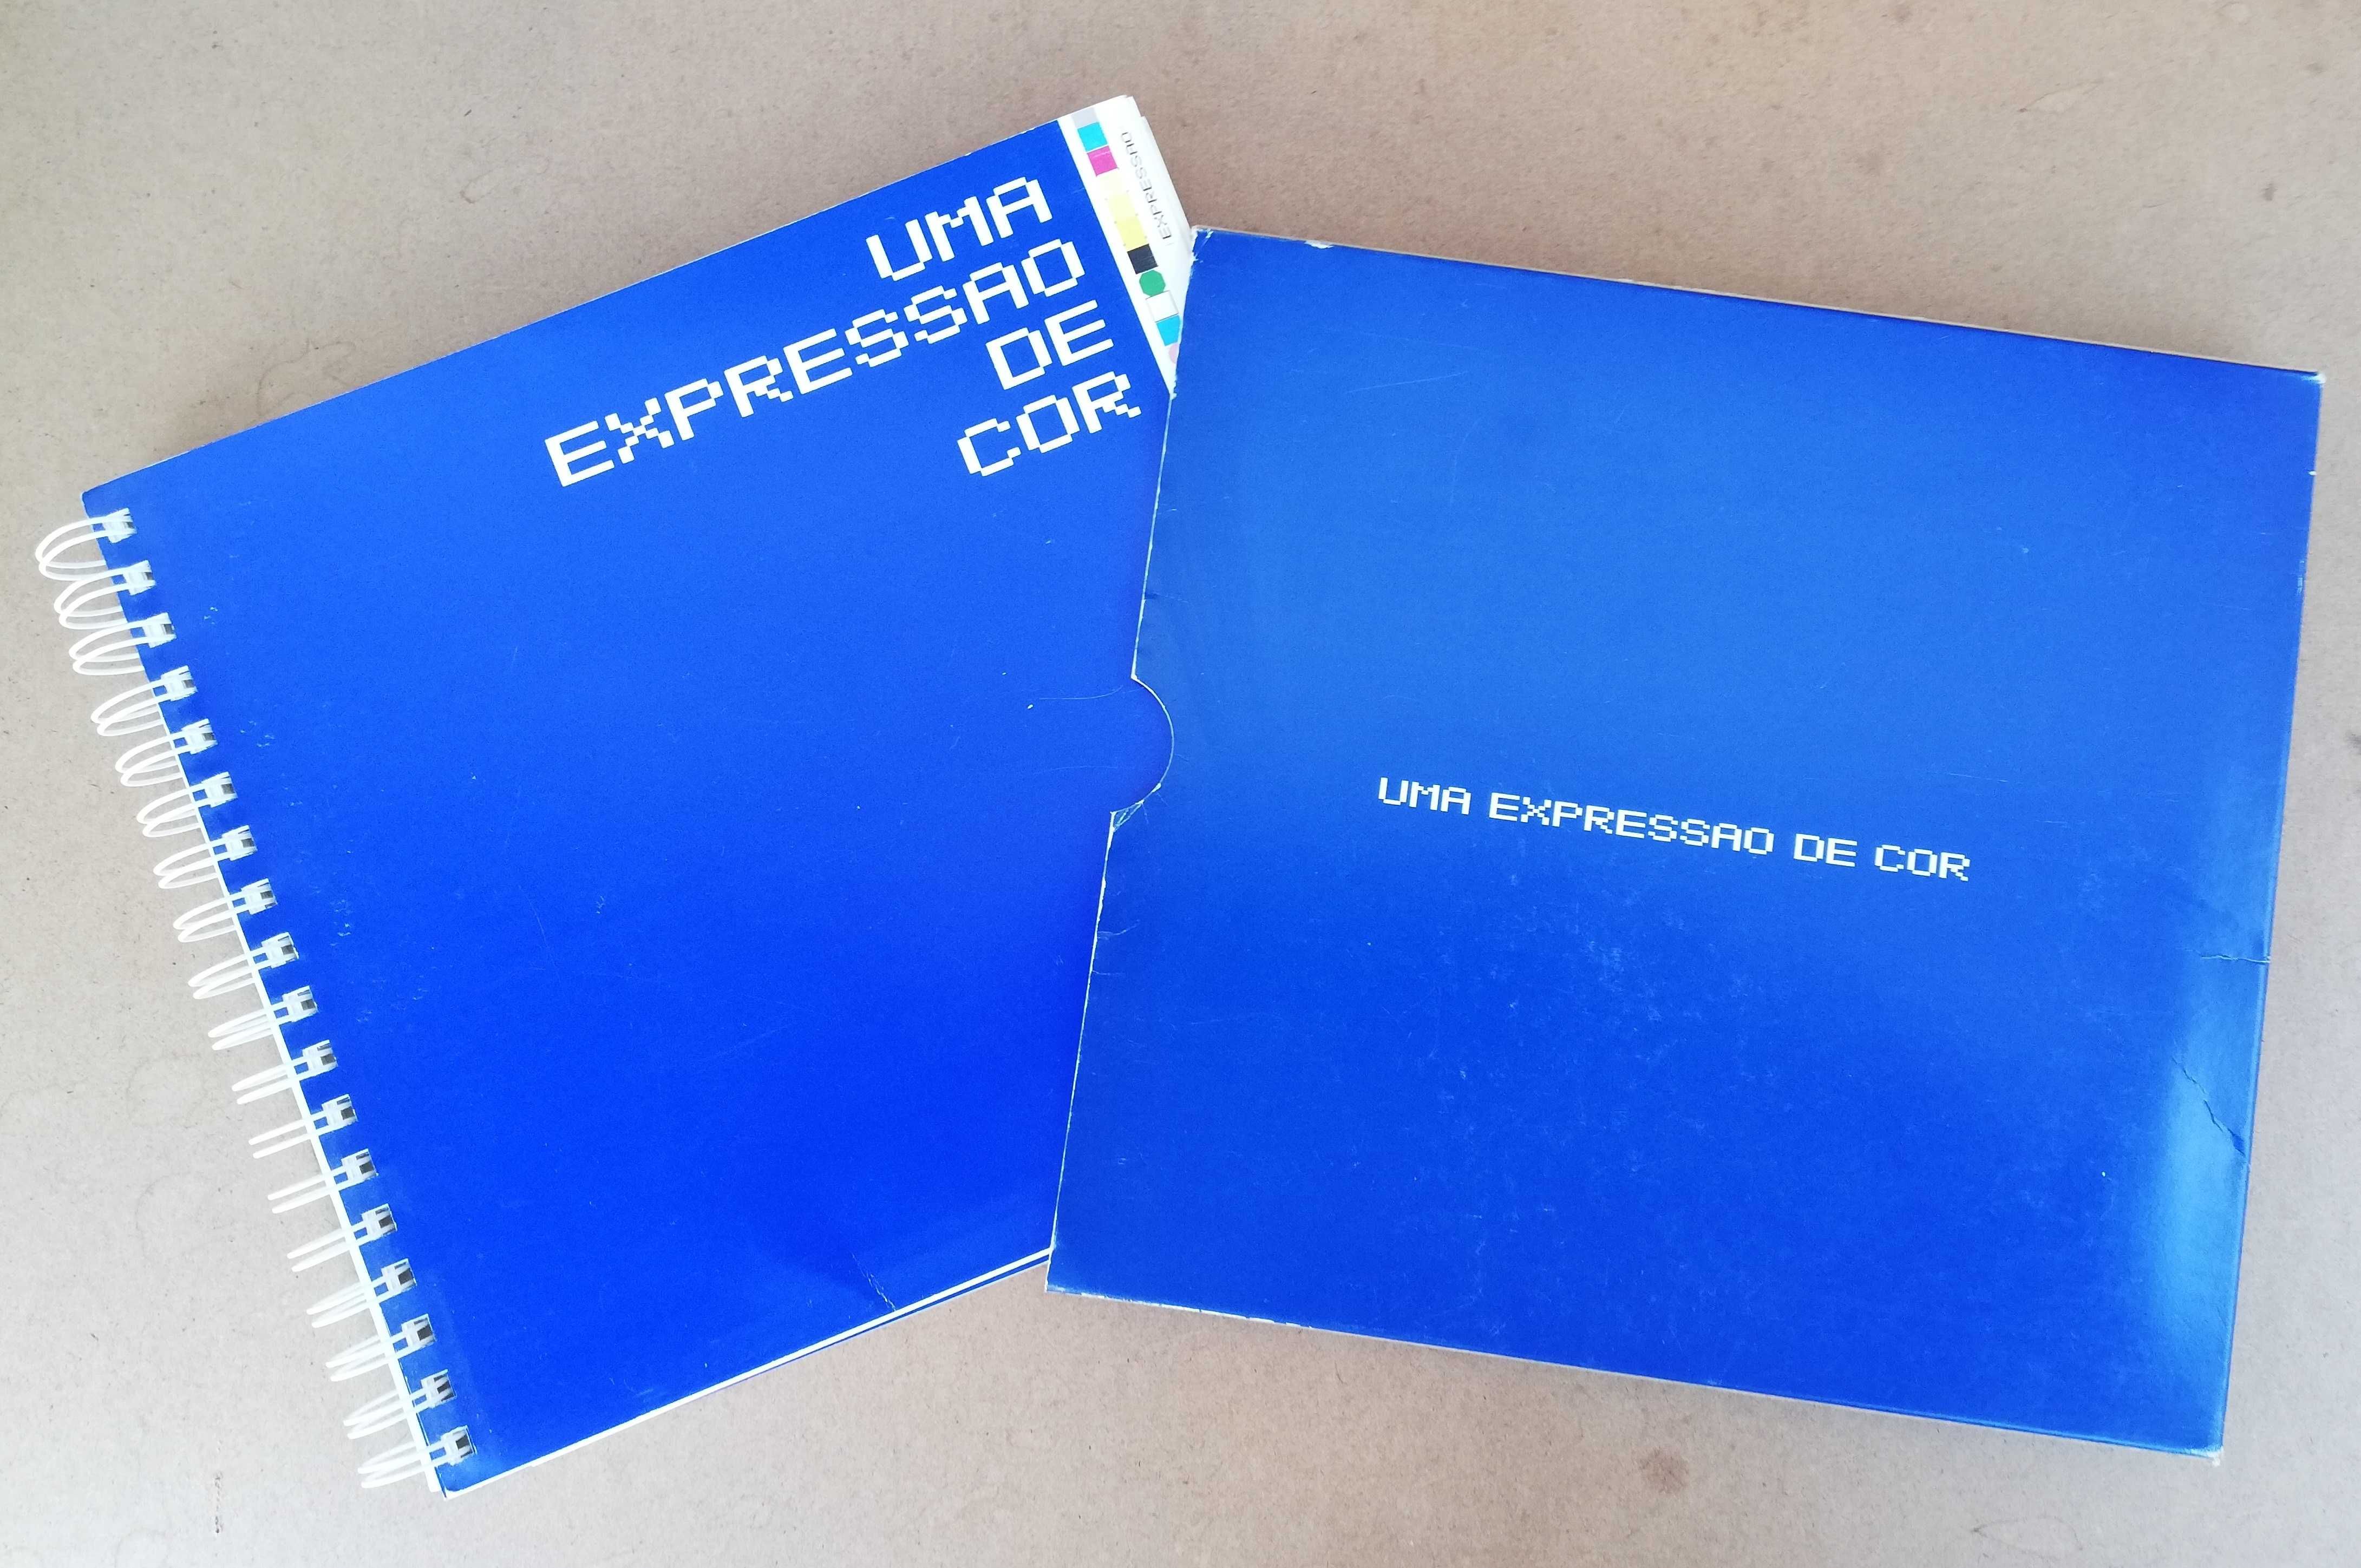 UMA
EXPRESSAO
DE
COR
EXPRESSAO
UMA EXPRESSAO DE COR